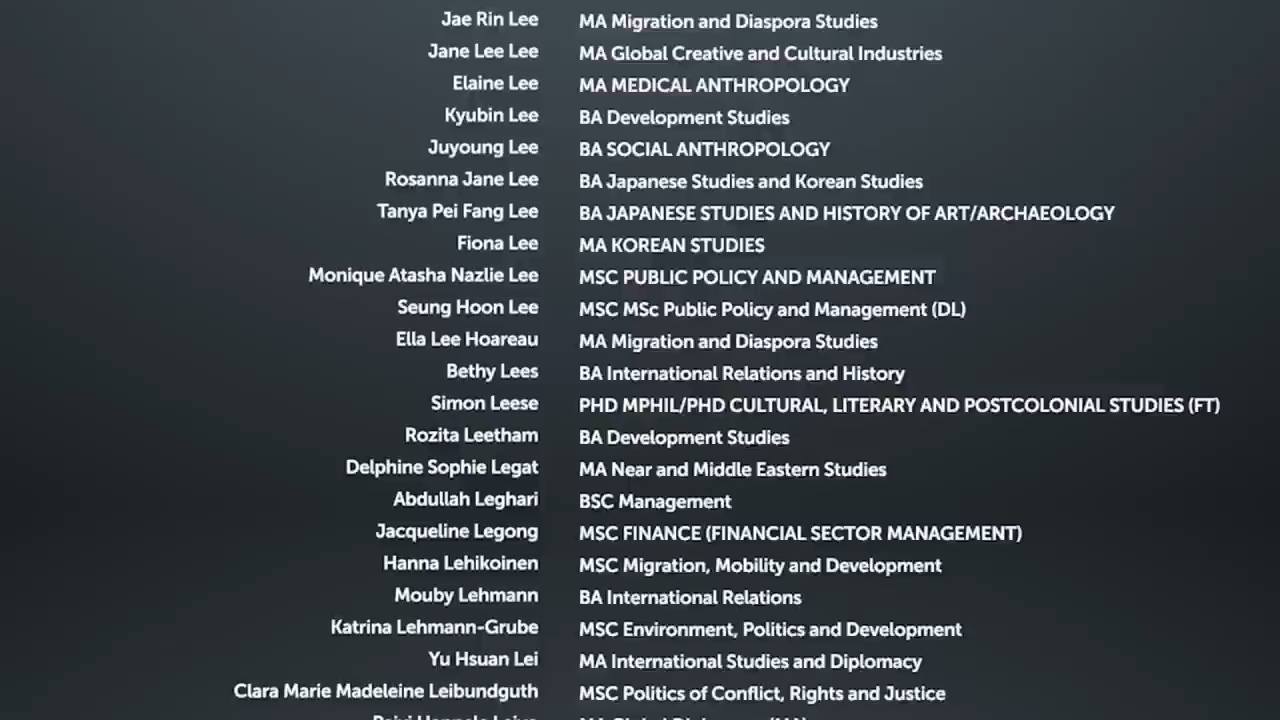 Jae Rin Lee MA Migration and Diaspora Studies
Jane Lee Lee MA Global Creative and Cultural Industries
Elaine Lee MA MEDICAL ANTHROPOLOGY
Kyubin Lee BA Development Studies
Juyoung Lee BA SOCIAL ANTHROPOLOGY
Rosanna Jane Lee BA Japanese Studies and Korean Studies
Tanya Pei Fang Lee BA JAPANESE STUDIES AND HISTORY OF ART/ARCHAEOLOGY
Fiona Lee MA KOREAN STUDIES
Monique Atasha Nazlie Lee MSC PUBLIC POLICY AND MANAGEMENT
Seung Hoon Lee MSC MSc Public Policy and Management (DL)
Ella Lee Hoareau MA Migration and Diaspora Studies
Bethy Lees BA International Relations and History
Simon Leese PHD MPHIL/PHD CULTURAL, LITERARY AND POSTCOLONIAL STUDIES (FT)
Rozita Leetham BA Development Studies
Delphine Sophie Legat MA Near and Middle Eastern Studies
Abdullah Leghari BSC Management
Jacqueline Legong MSC FINANCE (FINANCIAL SECTOR MANAGEMENT)
Hanna Lehikoinen MSC Migration, Mobility and Development
Mouby Lehmann BA International Relations
Katrina Lehmann-Grube MSC Environment, Politics and Development
Yu Hsuan Lei MA International Studies and Diplomacy
Clara Marie Madeleine Leibundguth MSC Politics of Conflict, Rights and Justice